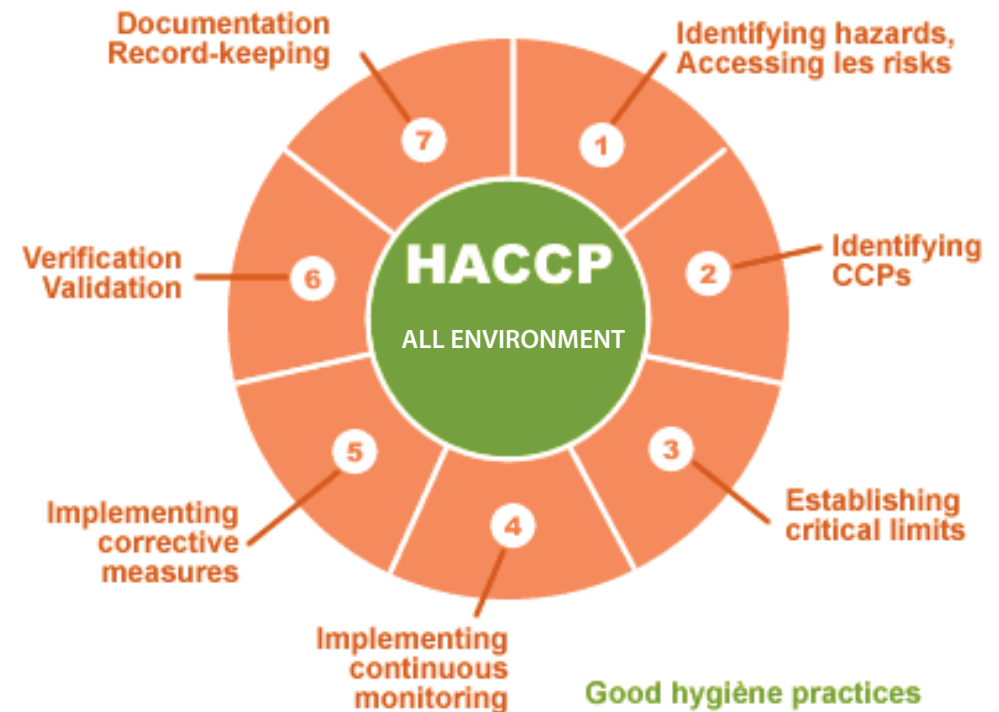 HACCP
ALL ENVIRONMENT
1
Identifying hazards,
Accessing les risks
2
Identifying
CCPs
3
Establishing
critical limits
4
Implementing
continuous
monitoring
5
Implementing
corrective
measures
6
Verification
Validation
7
Documentation
Record-keeping
Good hygiène practices